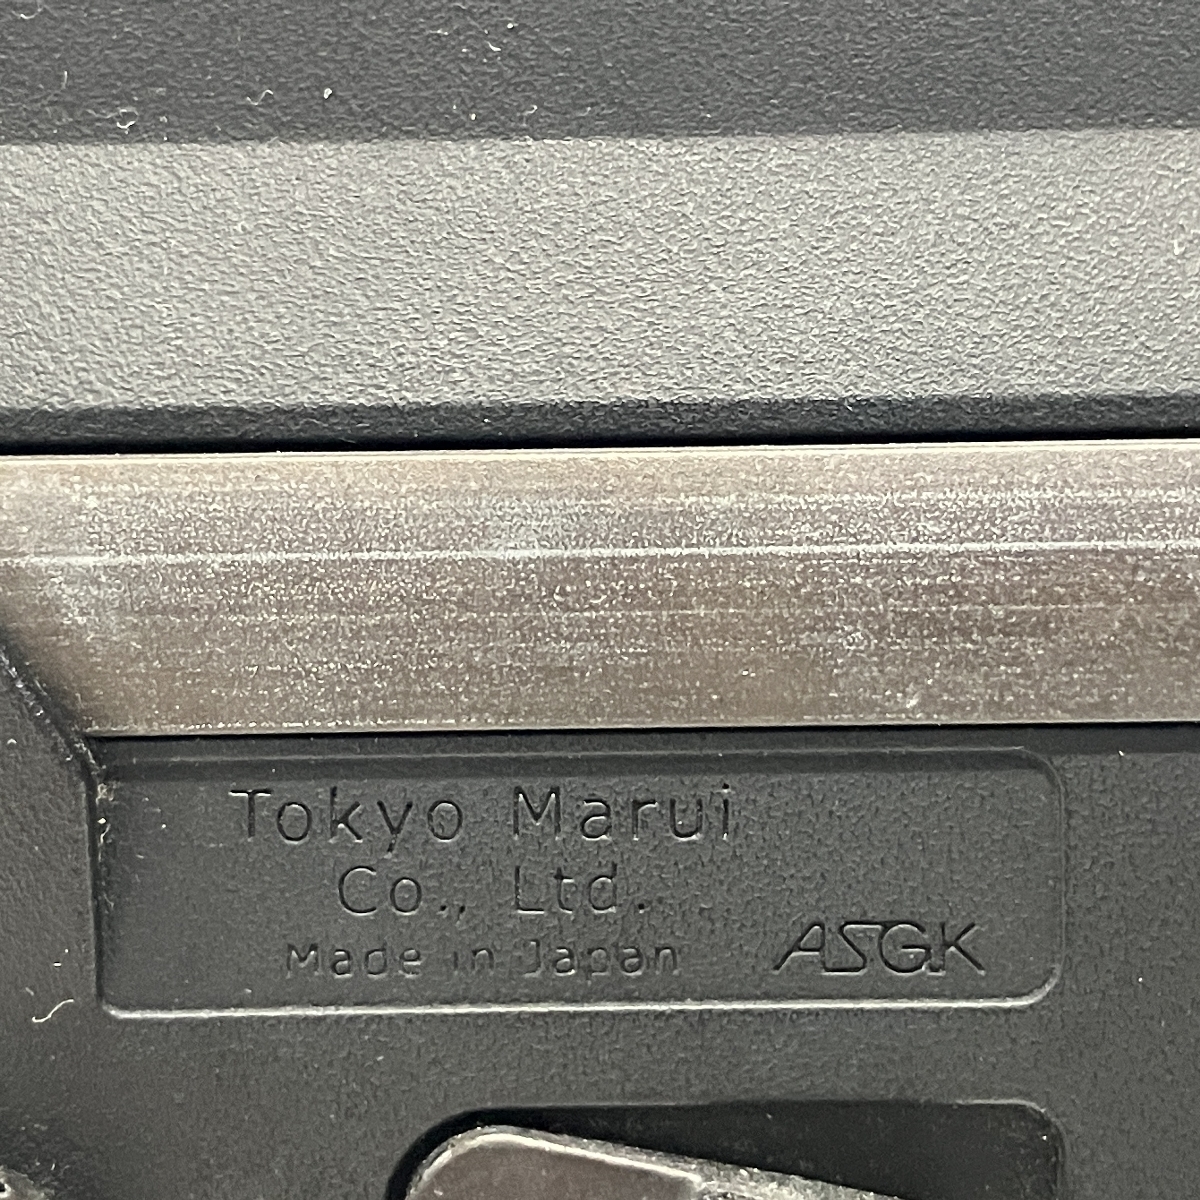 Tokyo Marui
Co., Ltd.
Made in Japan
ASGK